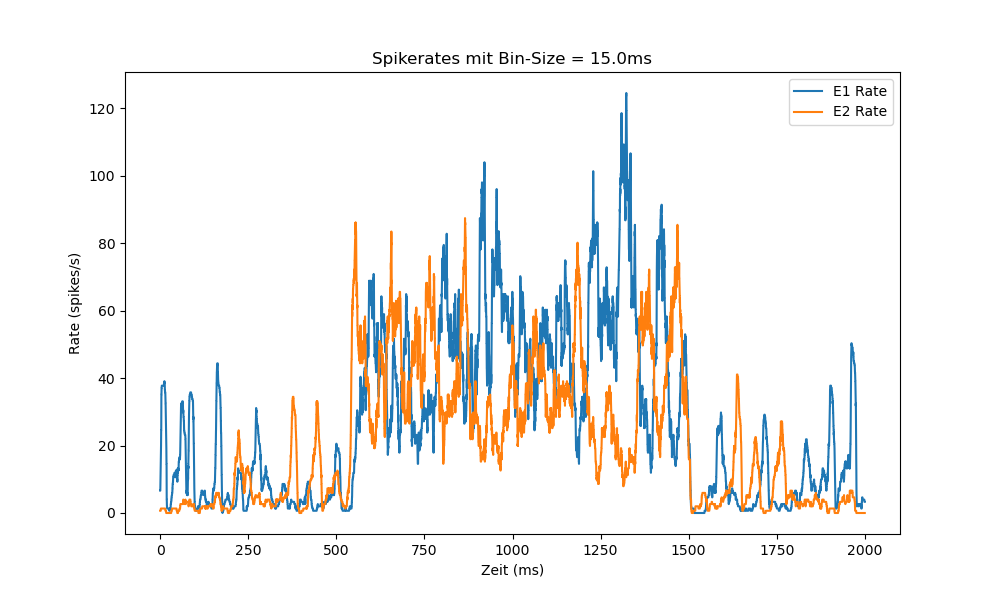 Spikerates mit Bin-Size = 15.0ms
E1 Rate
E2 Rate
120
100
80
60
40
20
0
Rate (spikes/s)
0 250 500 750 1000 1250 1500 1750 2000
Zeit (ms)